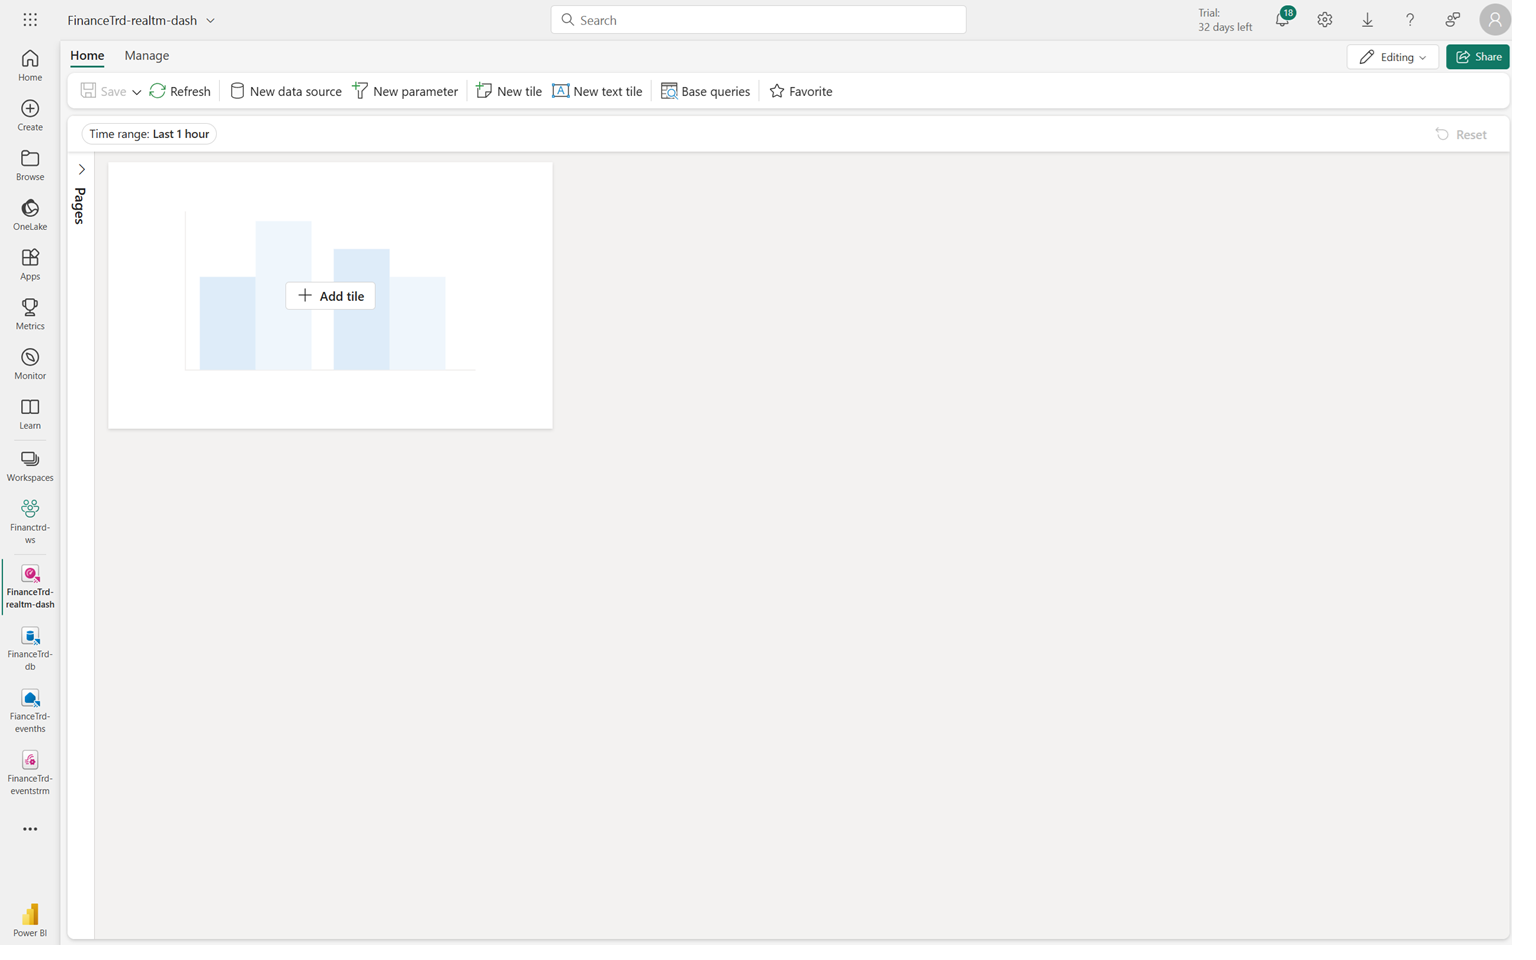 FinanceTrd-realtm-dash
Search
Trial:
32 days left
18
Home
Manage
Editing
Share
Save
Refresh
New data source
New parameter
New tile
New text tile
Base queries
Favorite
Time range: Last 1 hour
Reset
Pages
Add tile
Home
Create
Browse
OneLake
Apps
Metrics
Monitor
Learn
Workspaces
Financtrd-
ws
FinanceTrd-
realtm-dash
FinanceTrd-
db
FianceTrd-
evenths
FinanceTrd-
eventstrm
Power BI